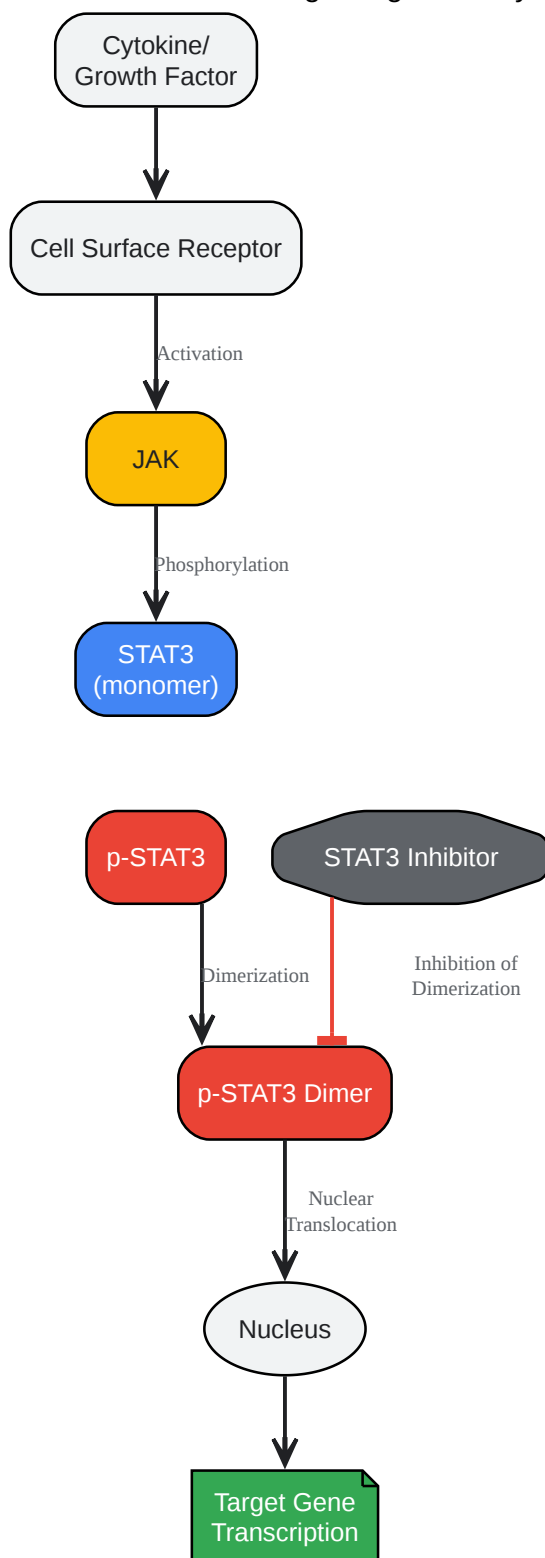 Cytokine/
Growth Factor
Cell Surface Receptor
Activation
JAK
Phosphorylation
STAT3
(monomer)
p-STAT3
STAT3 Inhibitor
Dimerization
Inhibition of
Dimerization
p-STAT3 Dimer
Nuclear
Translocation
Nucleus
Target Gene
Transcription